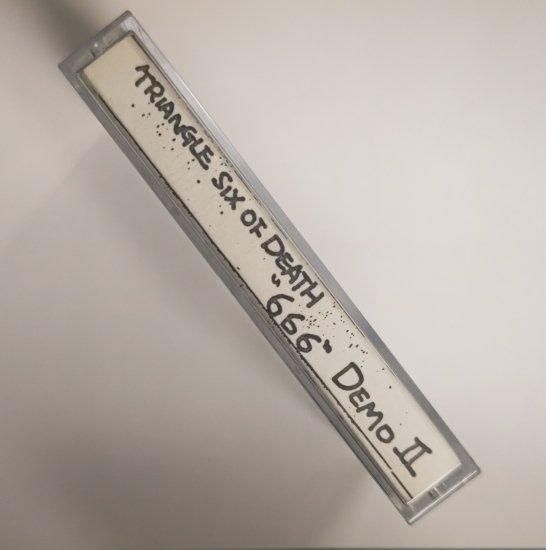 TRIANGLE SIX OF DEATH
"666" DEMO II